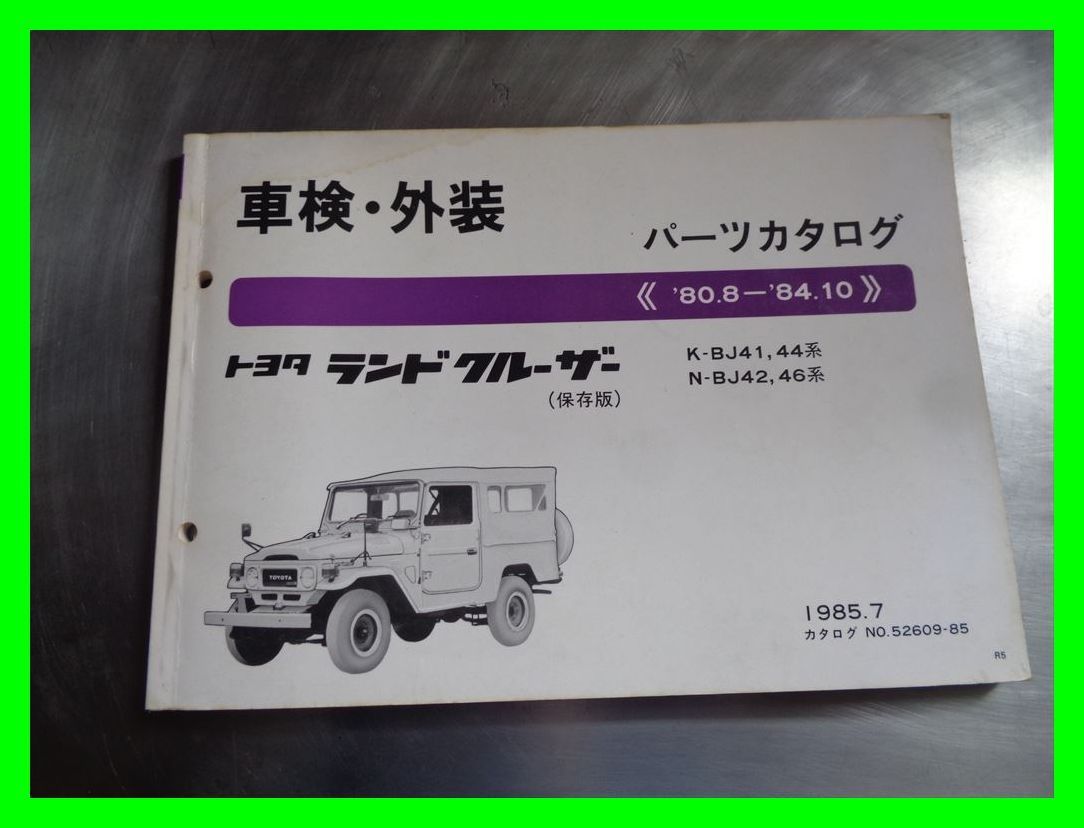 車検・外装
パーツカタログ
《 '80.8—'84.10 》
トヨタ ランドクルーザー
(保存版)
K-BJ41, 44系
N-BJ42, 46系
TOYOTA
1985.7
カタログ NO.52609-85
R5